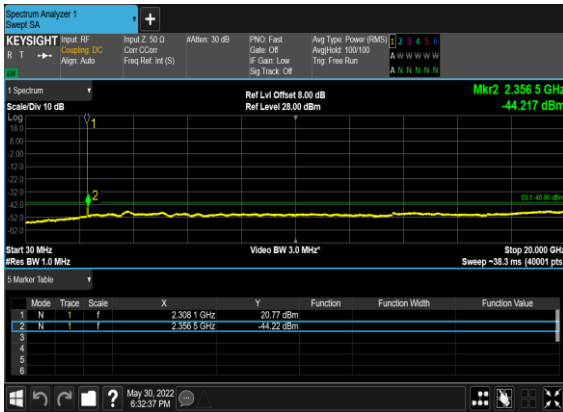 Spectrum Analyzer 1
Swept SA
KEYSIGHT Input: RF Input Z: 50 Ω #Atten: 30 dB PNO: Fast Avg Type: Power (RMS) 1 2 3 4 5 6
R T Coupling: DC Corr CCorr Gate: Off Avg|Hold: 100/100 A W W W W W
Align: Auto Freq Ref: Int (S) IF Gain: Low Trig: Free Run
LXI Sig Track: Off A N N N N N
1 Spectrum Ref Lvl Offset 8.00 dB Mkr2 2.356 5 GHz
Scale/Div 10 dB Ref Level 28.00 dBm -44.217 dBm
Log
18.0
8.00
-2.00
-12.0
-22.0
-32.0
-42.0
-52.0
-62.0
1
2
DL1 -40.00 dBm
Start 30 MHz Video BW 3.0 MHz* Stop 20.000 GHz
#Res BW 1.0 MHz Sweep ~38.3 ms (40001 pts)
5 Marker Table
Mode Trace Scale X Y Function Function Width Function Value
1 N 1 f 2.308 1 GHz 20.77 dBm
2 N 1 f 2.356 5 GHz -44.22 dBm
3
4
5
6
? May 30, 2022
6:32:37 PM